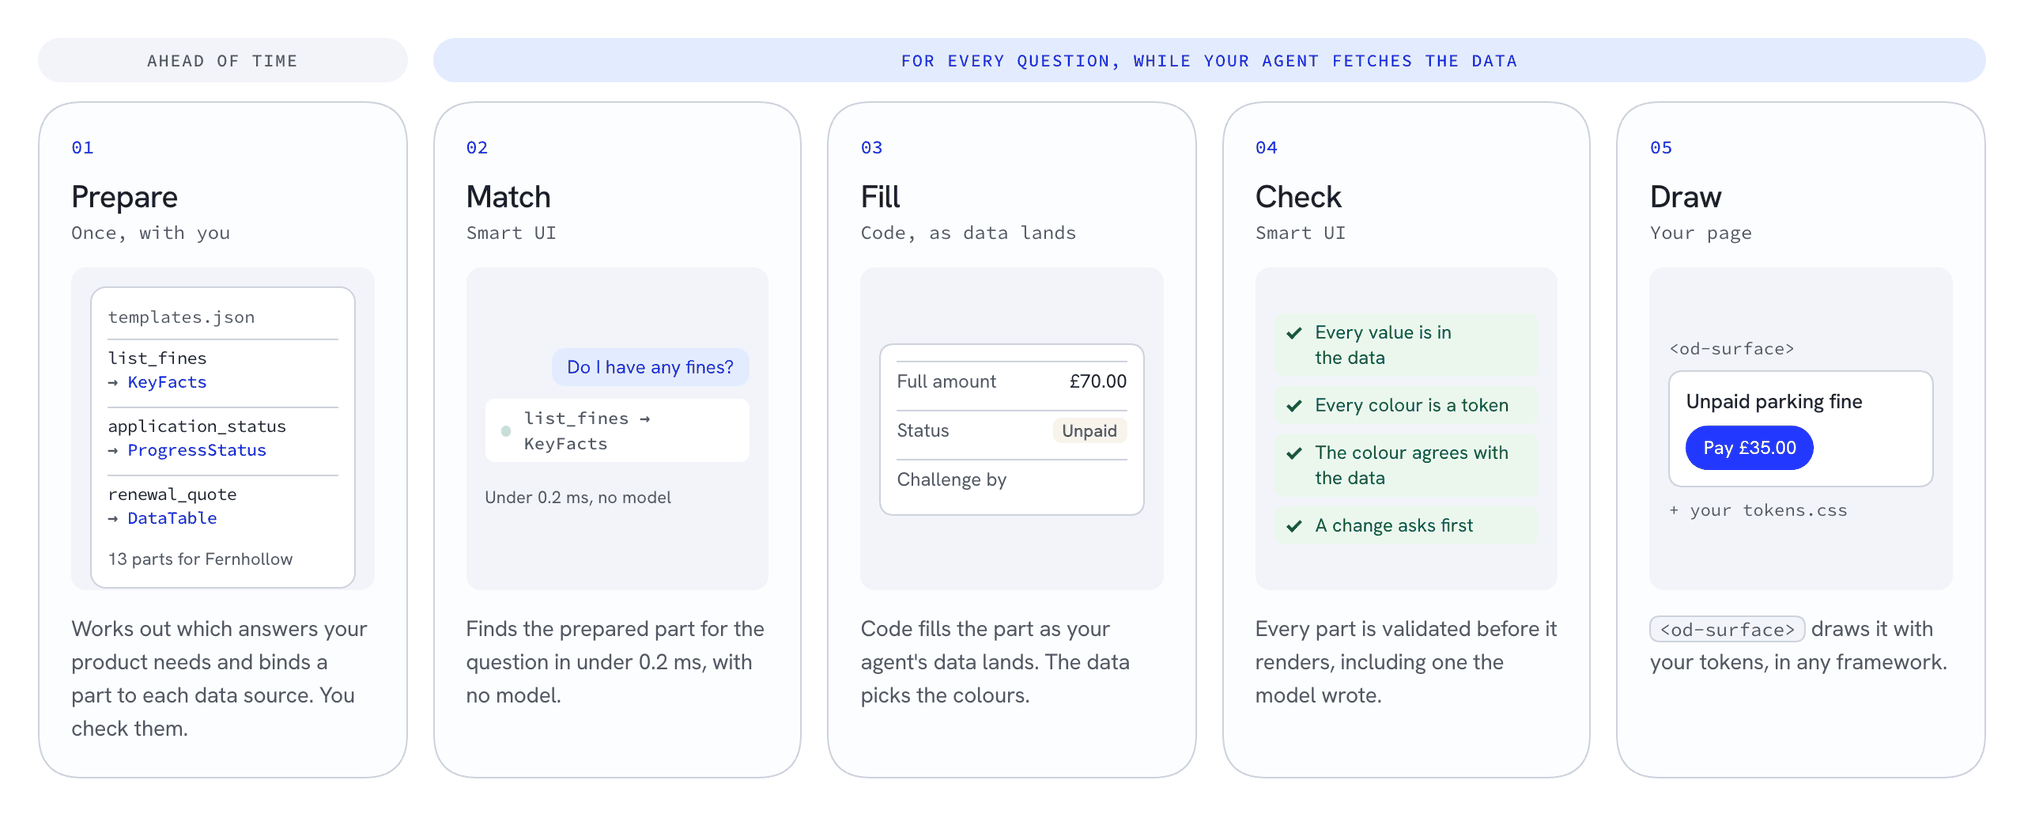 AHEAD OF TIME
FOR EVERY QUESTION, WHILE YOUR AGENT FETCHES THE DATA
01
Prepare
Once, with you
templates.json
list_fines
→ KeyFacts
application_status
→ ProgressStatus
renewal_quote
→ DataTable
13 parts for Fernhollow
Works out which answers your
product needs and binds a
part to each data source. You
check them.
02
Match
Smart UI
Do I have any fines?
list_fines →
KeyFacts
Under 0.2 ms, no model
Finds the prepared part for the
question in under 0.2 ms, with
no model.
03
Fill
Code, as data lands
Full amount £70.00
Status Unpaid
Challenge by
Code fills the part as your
agent's data lands. The data
picks the colours.
04
Check
Smart UI
✓ Every value is in
the data
✓ Every colour is a token
✓ The colour agrees with
the data
✓ A change asks first
Every part is validated before it
renders, including one the
model wrote.
05
Draw
Your page
<od-surface>
Unpaid parking fine
Pay £35.00
+ your tokens.css
<od-surface> draws it with
your tokens, in any framework.